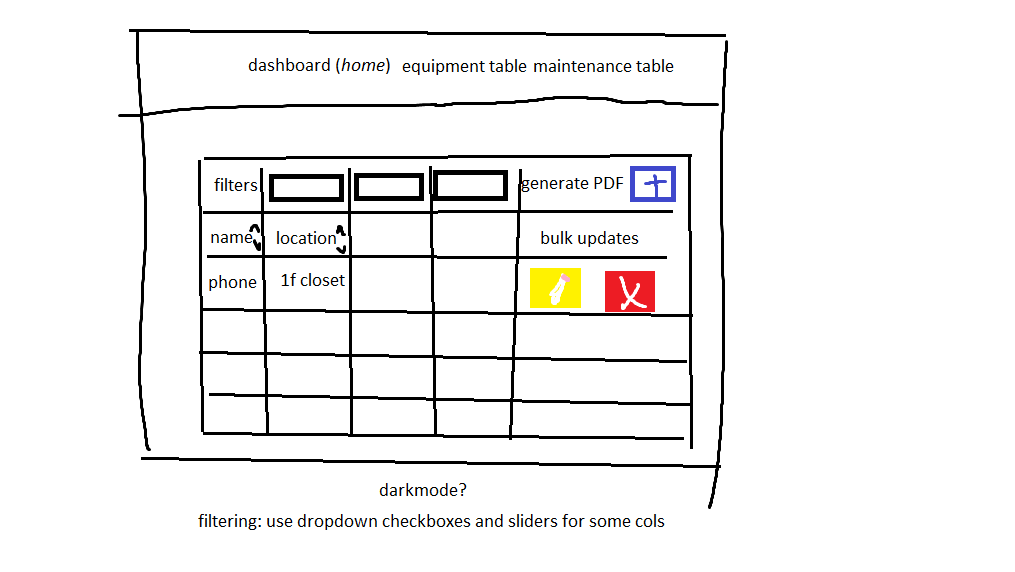 dashboard (home) equipment table maintenance table
filters generate PDF +
name location bulk updates
phone 1f closet X
darkmode?
filtering: use dropdown checkboxes and sliders for some cols